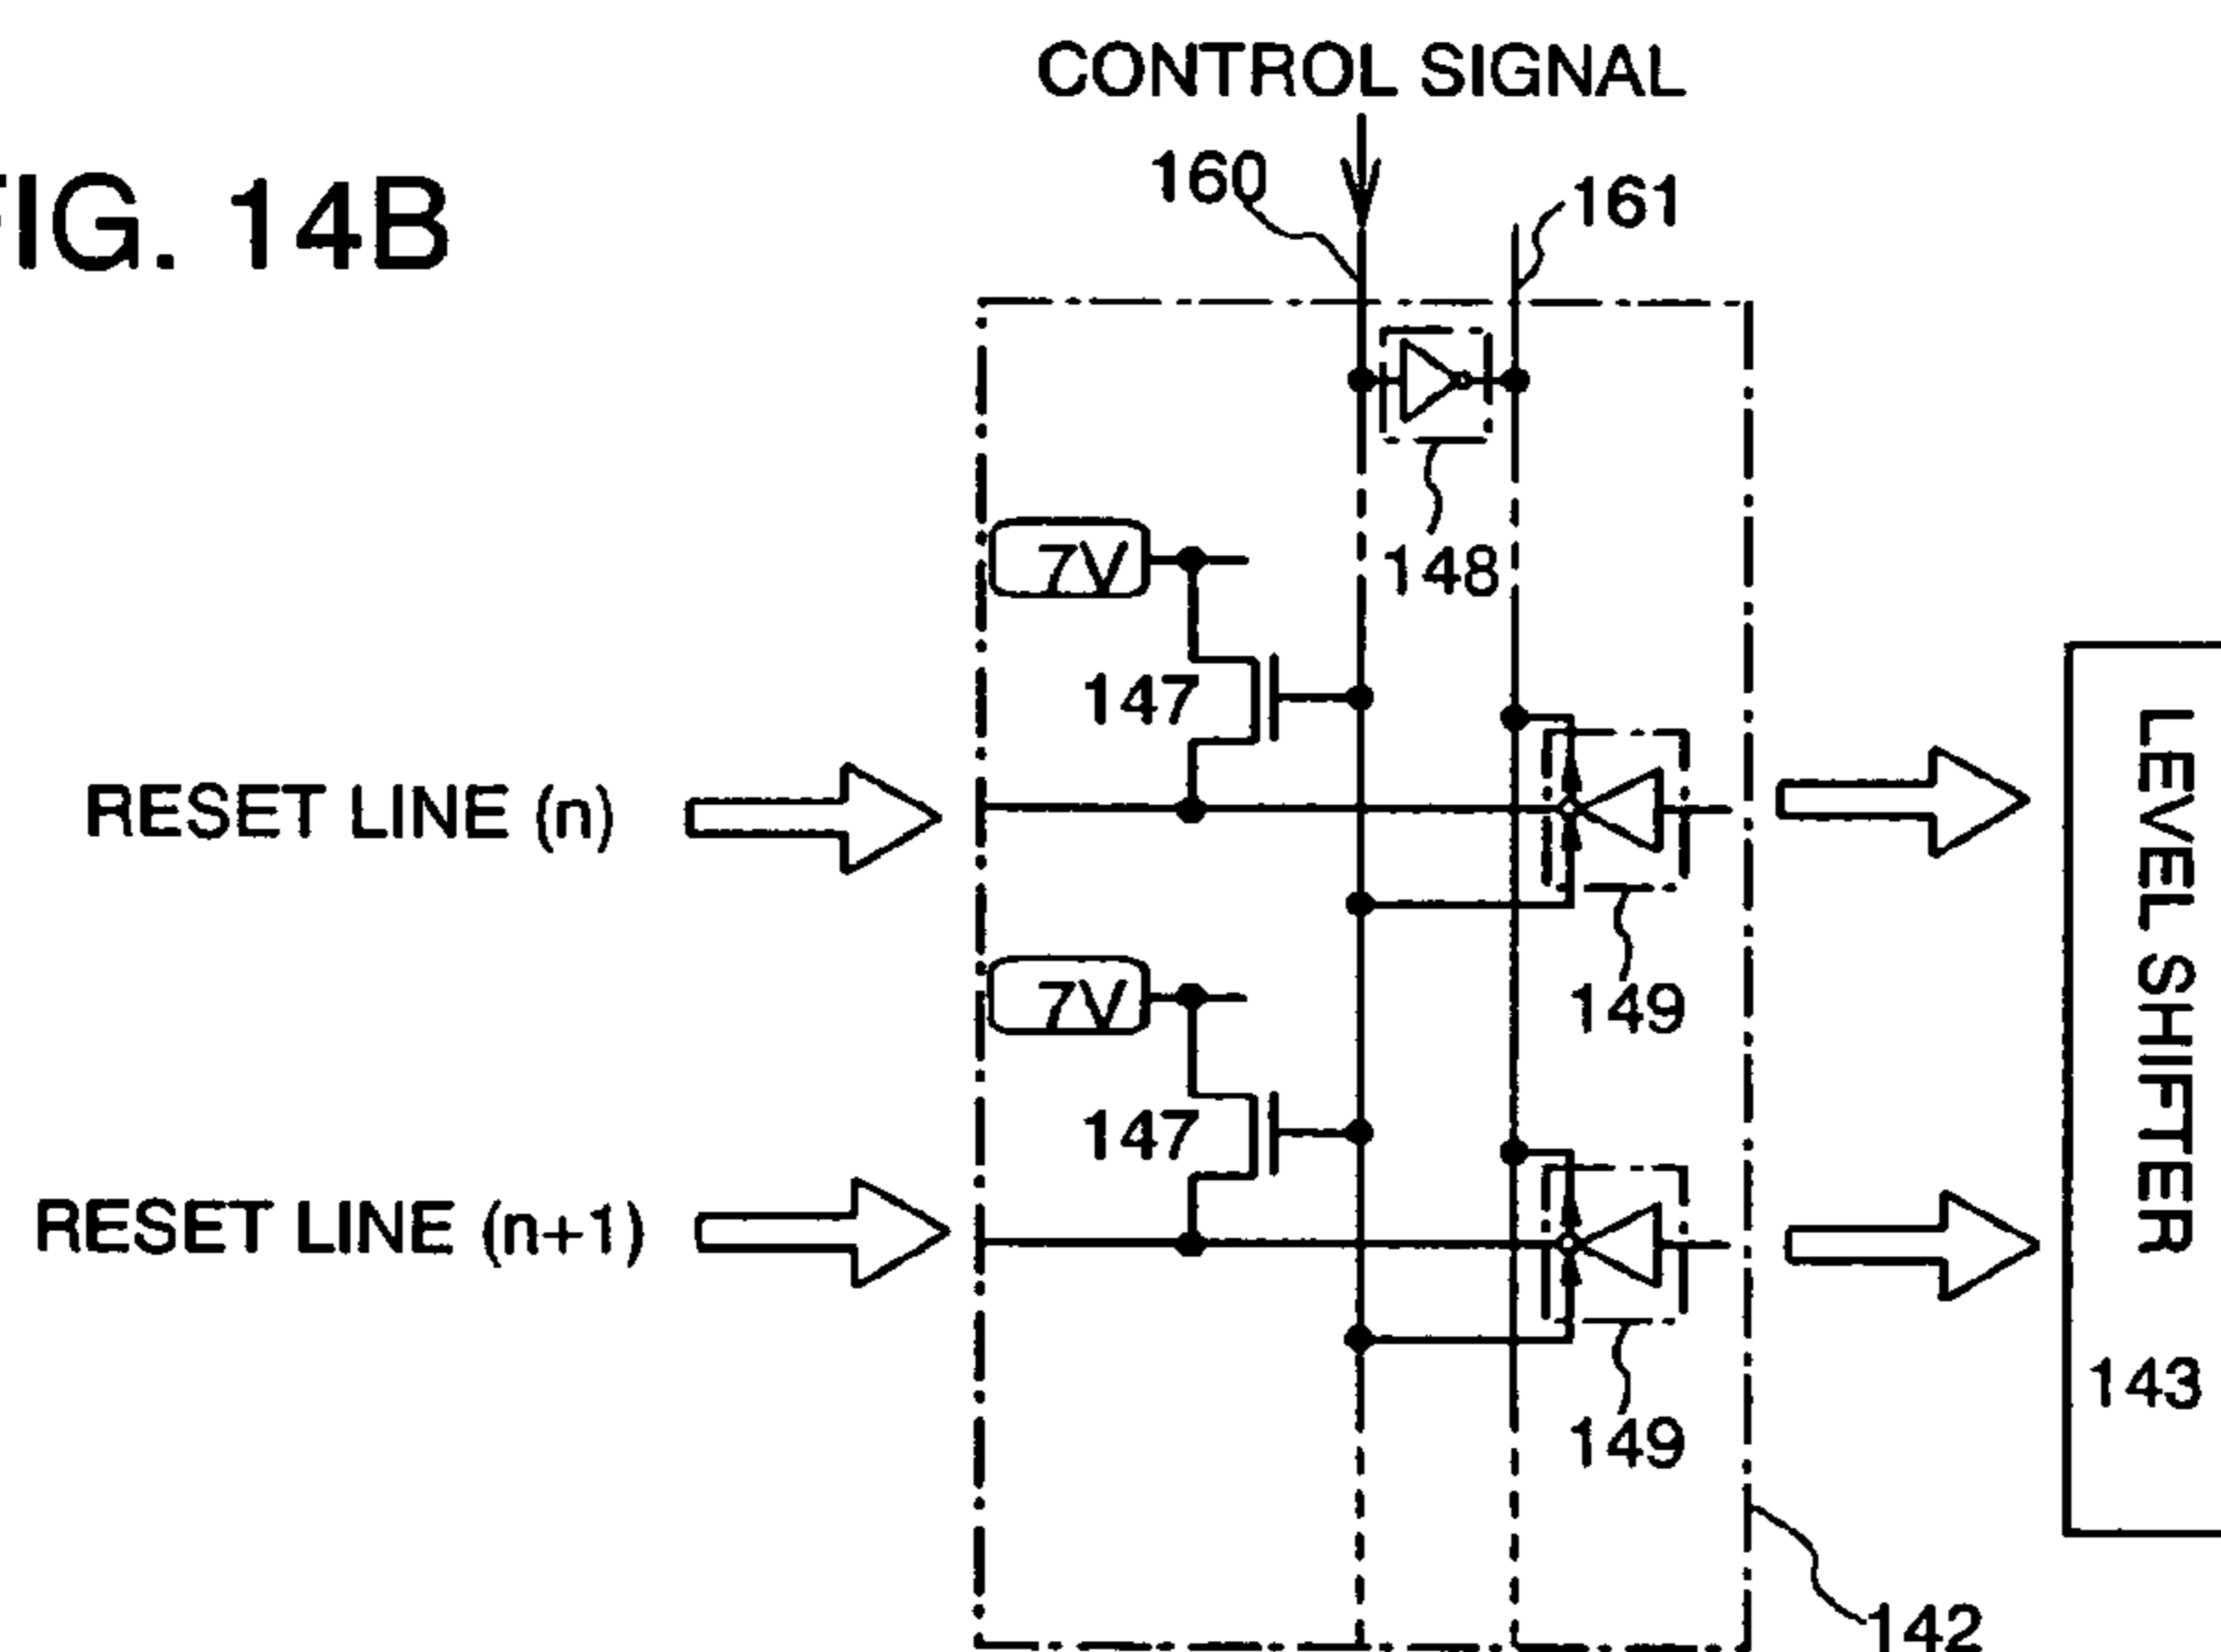 CONTROL SIGNAL
160
161
FIG. 14B
7V
148
147
RESET LINE (n)
149
7V
147
RESET LINE (n+1)
149
LEVEL SHIFTER
143
142